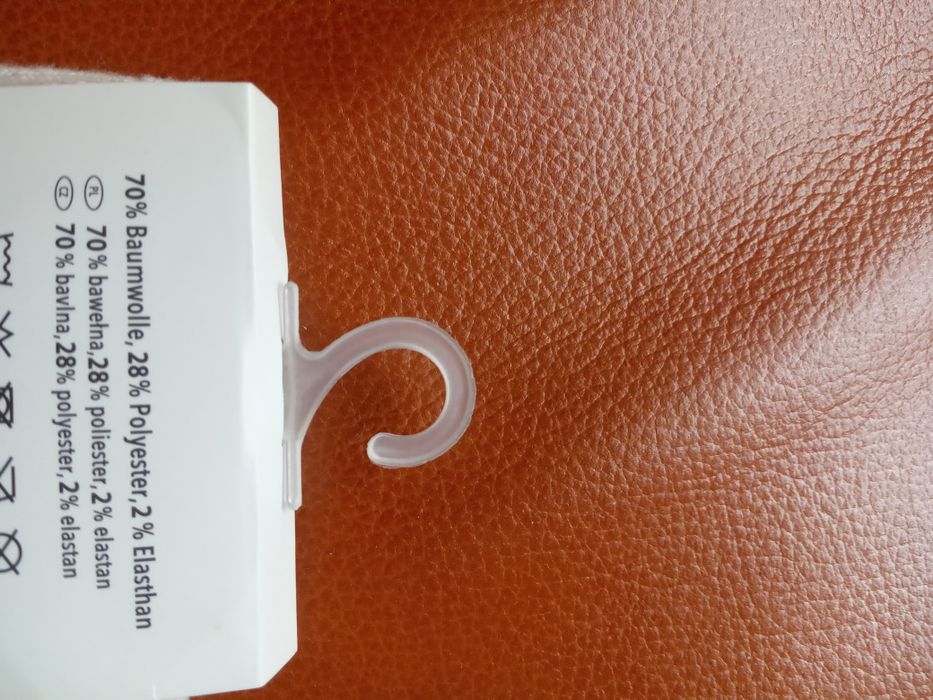 70% Baumwolle, 28% Polyester, 2% Elasthan
PL 70% bawełna, 28% poliester, 2% elastan
CZ 70% bavlna, 28% polyester, 2% elastan